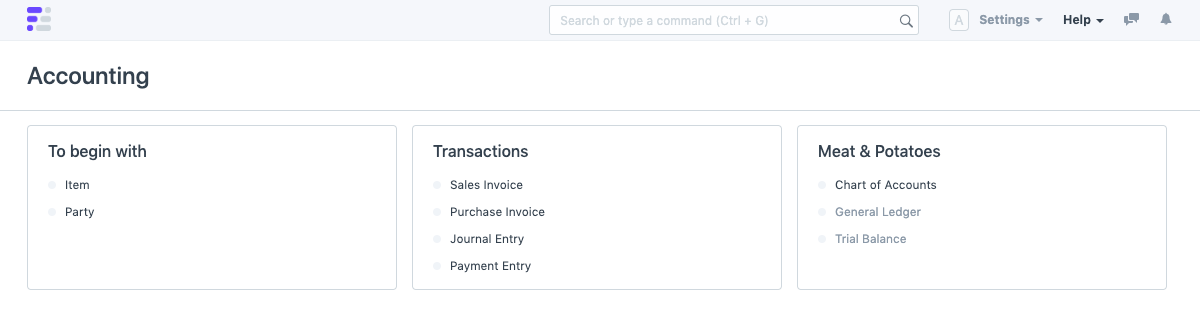 Search or type a command (Ctrl + G)
A
Settings
Help
Accounting
To begin with
Item
Party
Transactions
Sales Invoice
Purchase Invoice
Journal Entry
Payment Entry
Meat & Potatoes
Chart of Accounts
General Ledger
Trial Balance